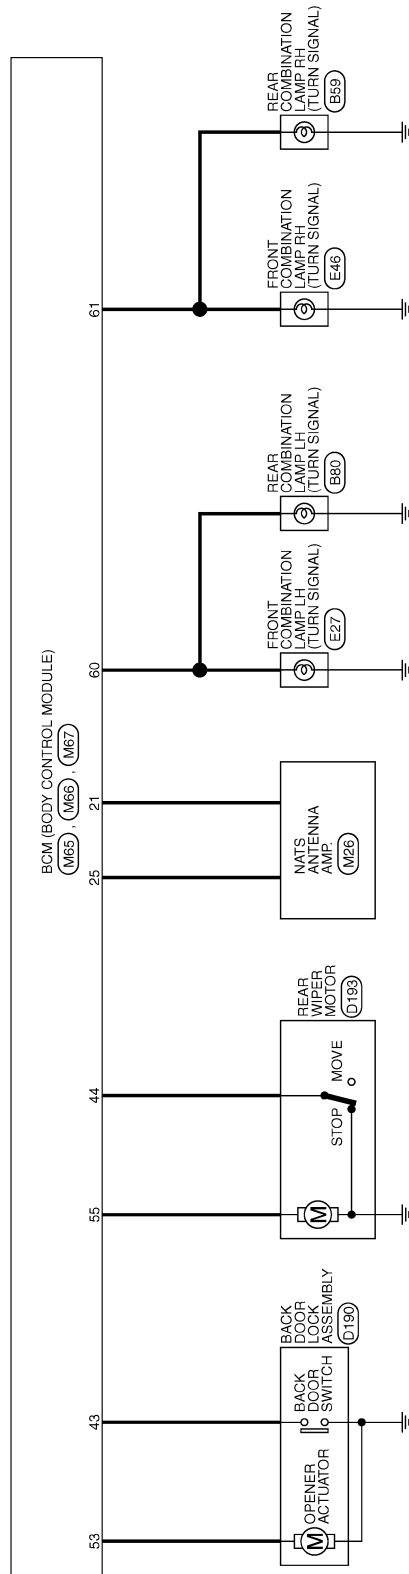 BCM (BODY CONTROL MODULE)
M65 , M66 , M67
53
43
55
44
25
21
60
61
OPENER
ACTUATOR
M
BACK
DOOR
SWITCH
BACK
DOOR
LOCK
ASSEMBLY
D190
M
STOP
MOVE
REAR
WIPER
MOTOR
D193
NATS
ANTENNA
AMP.
M26
FRONT
COMBINATION
LAMP LH
(TURN SIGNAL)
E27
REAR
COMBINATION
LAMP LH
(TURN SIGNAL)
B80
FRONT
COMBINATION
LAMP RH
(TURN SIGNAL)
E46
REAR
COMBINATION
LAMP RH
(TURN SIGNAL)
B59